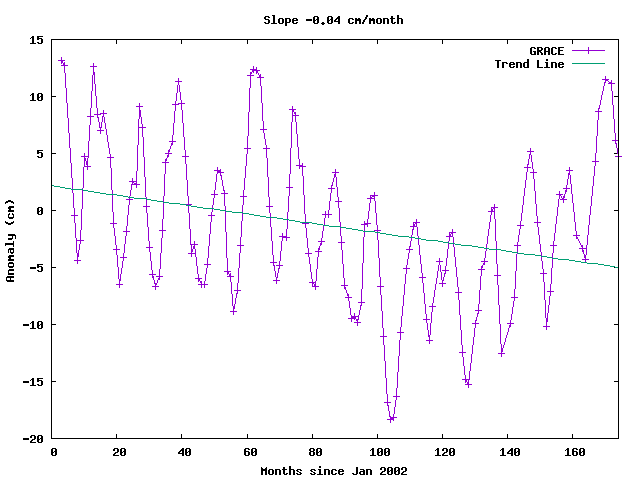 Slope -0.04 cm/month
GRACE
Trend Line
15
10
5
0
-5
-10
-15
-20
Anomaly (cm)
0 20 40 60 80 100 120 140 160
Months since Jan 2002